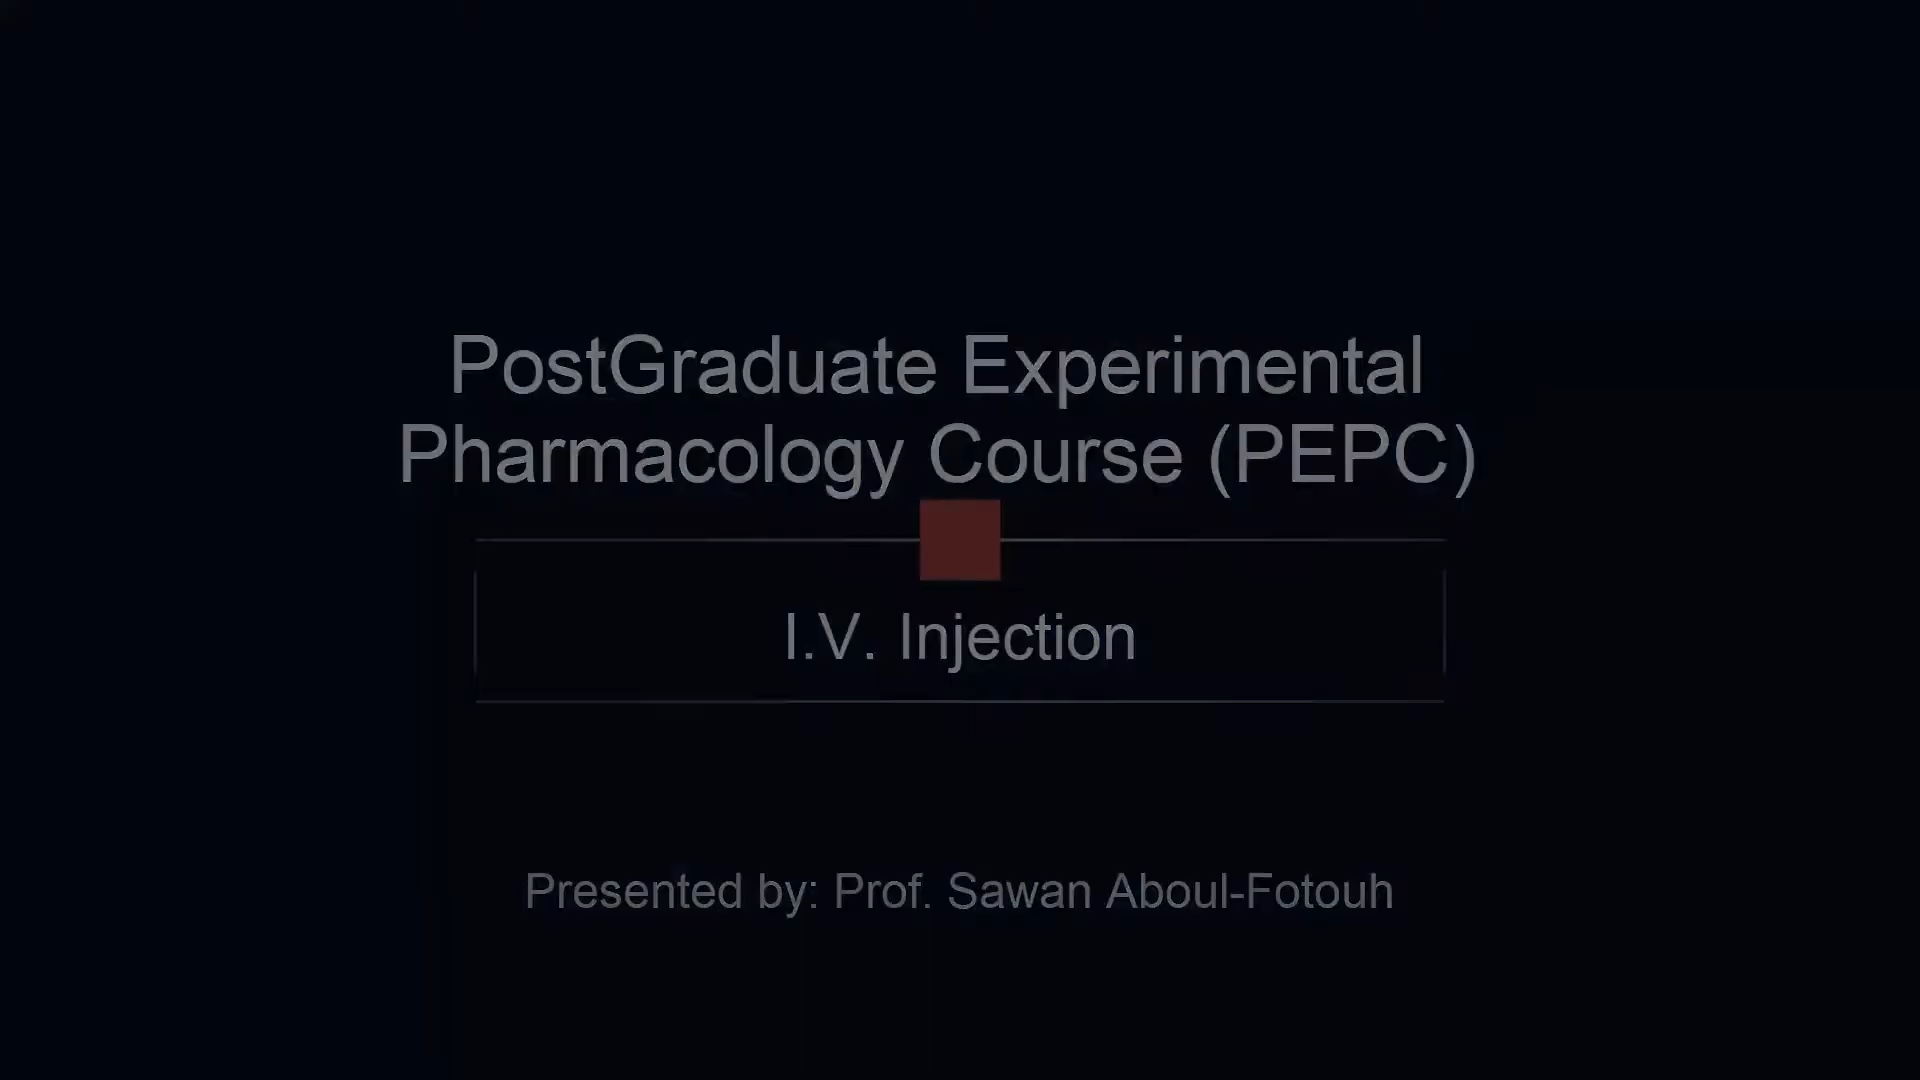 PostGraduate Experimental
Pharmacology Course (PEPC)
I.V. Injection
Presented by: Prof. Sawan Aboul-Fotouh